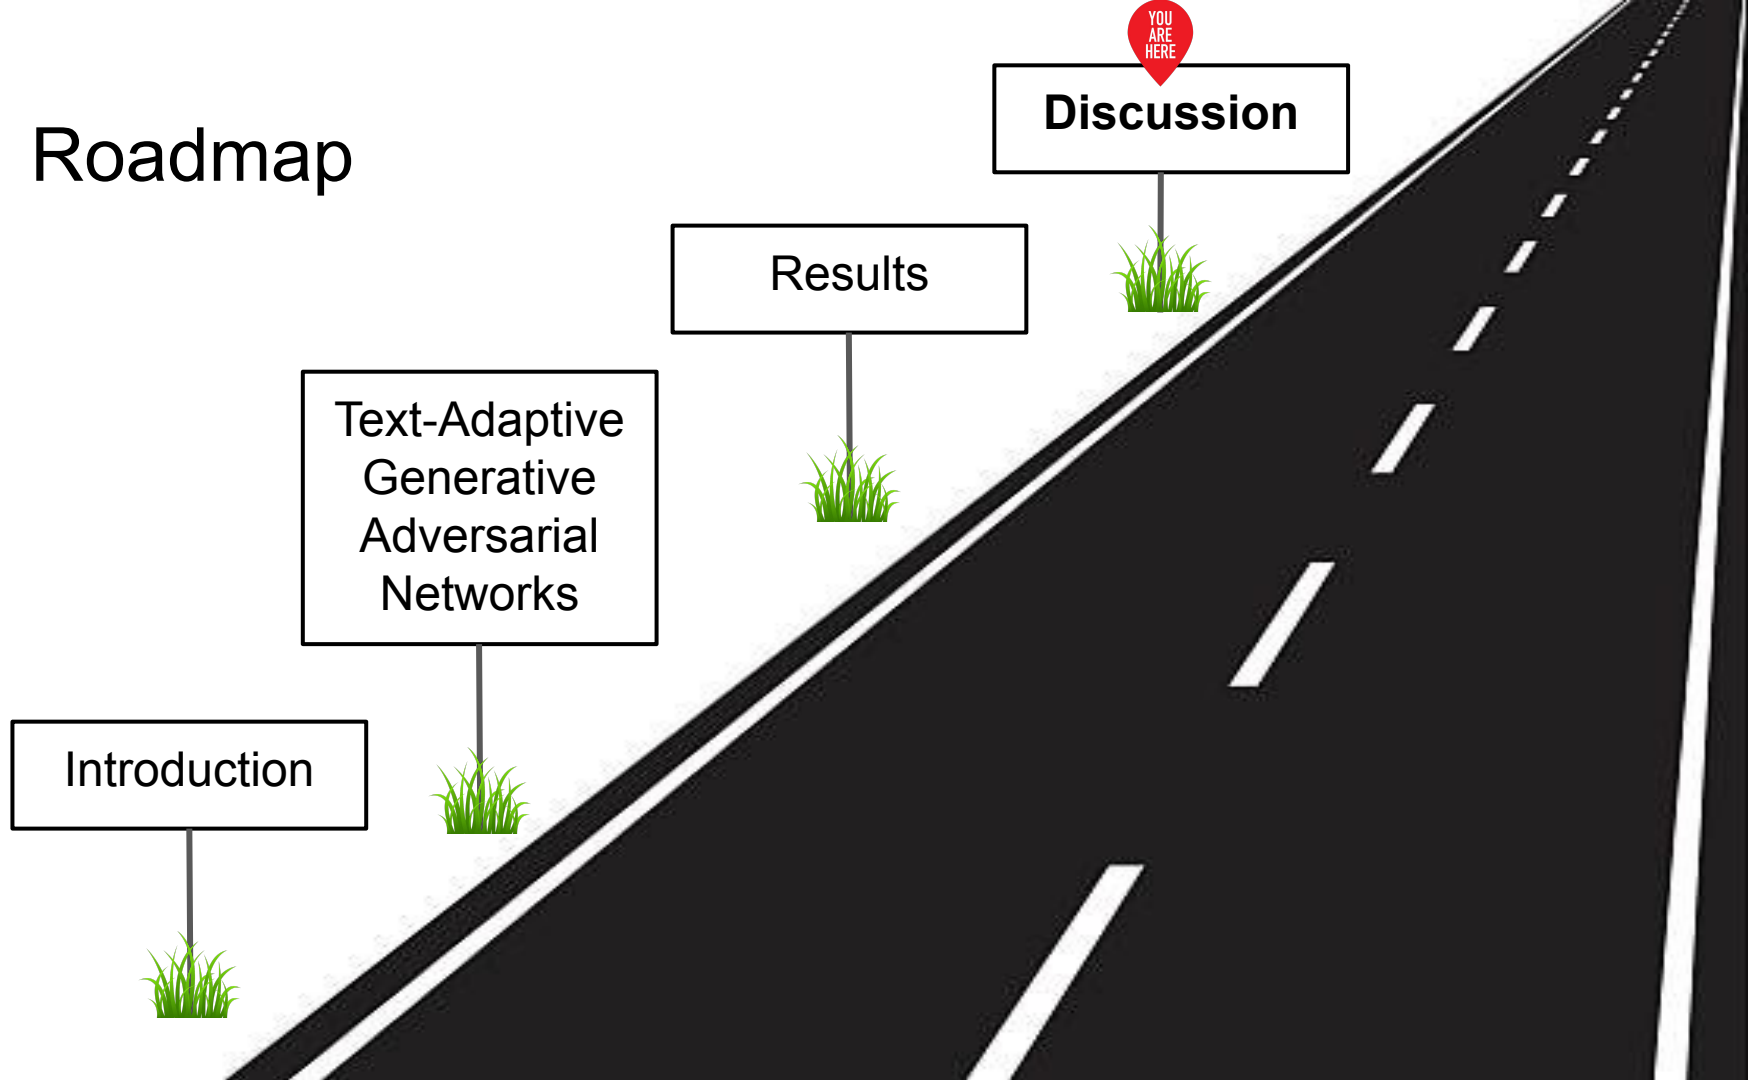 YOU
ARE
HERE
Discussion
Roadmap
Results
Text-Adaptive
Generative
Adversarial
Networks
Introduction